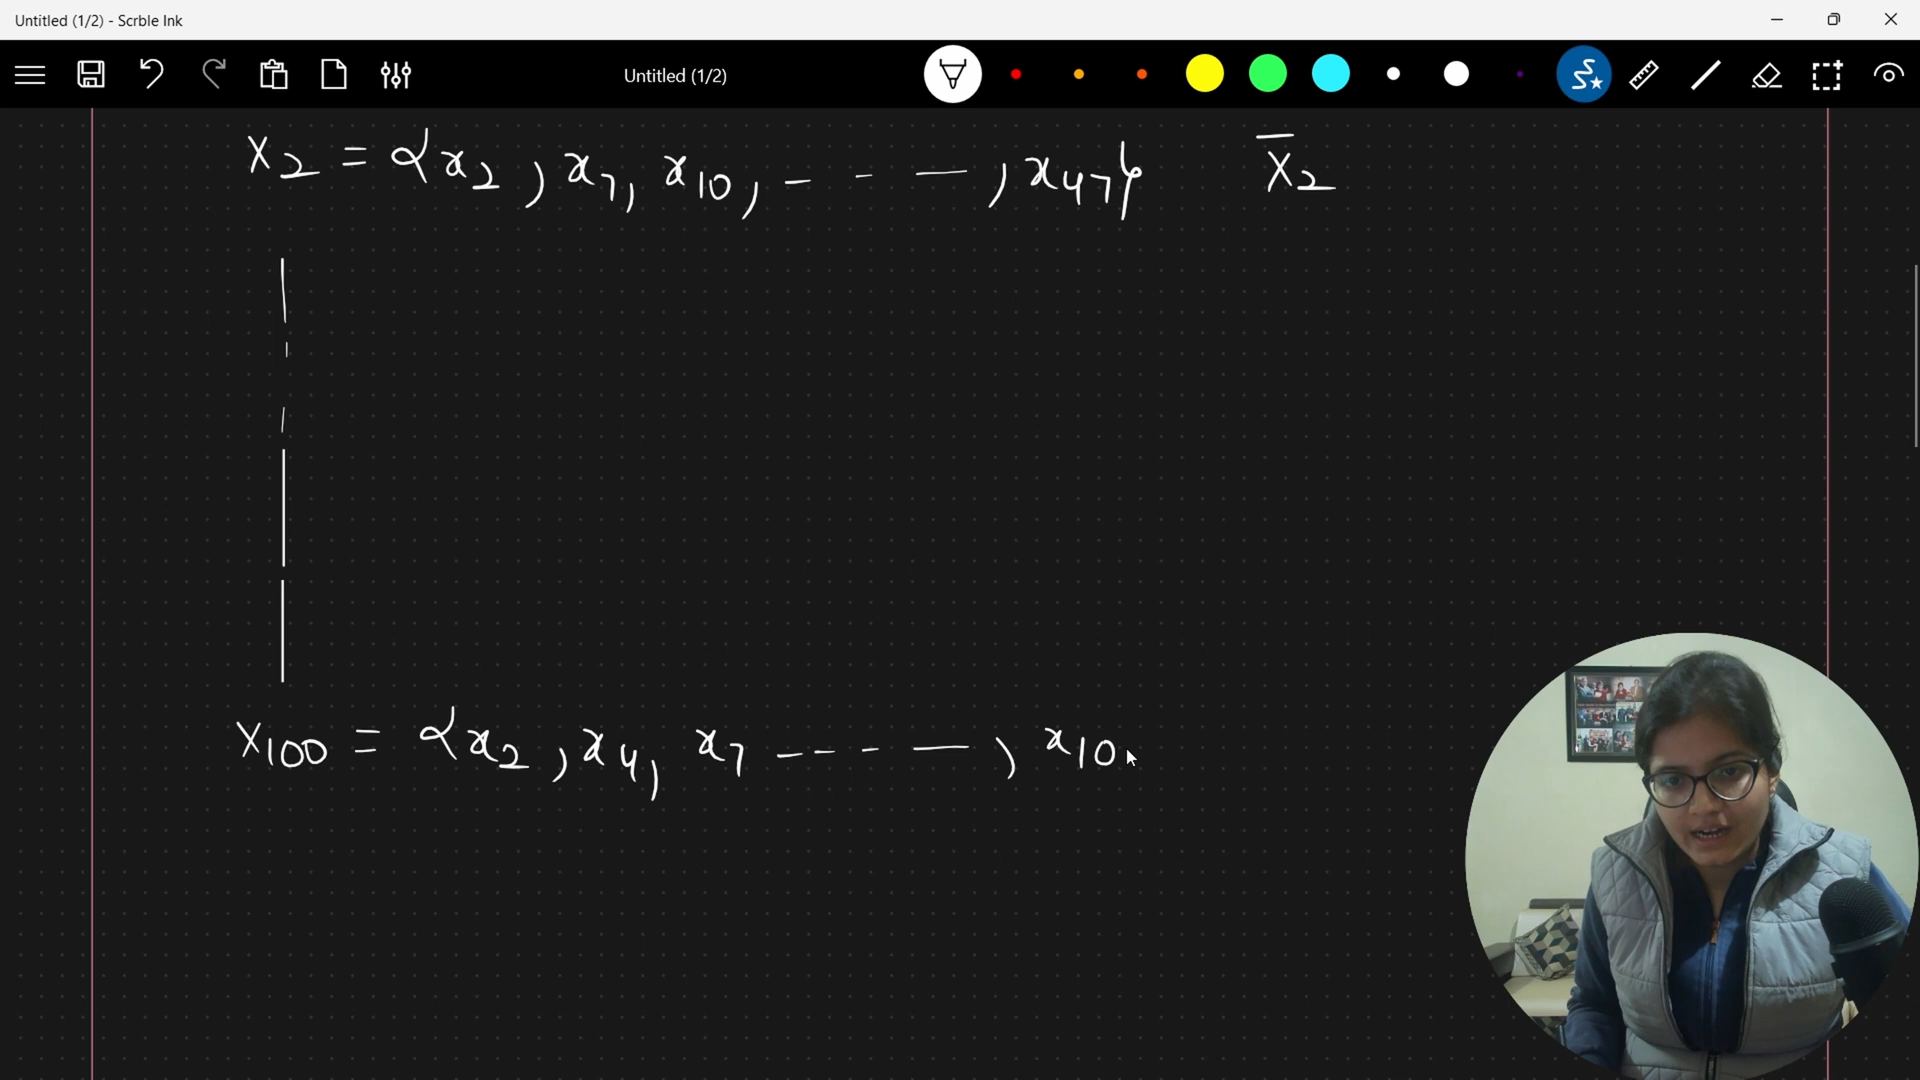 Untitled (1/2) - Scrble Ink
Untitled (1/2)
X₂ = {x₂, x₇, x₁₀, - - —, x₄₇} X̅₂
X₁₀₀ = {x₂, x₄, x₇ - - - - —, x₁₀